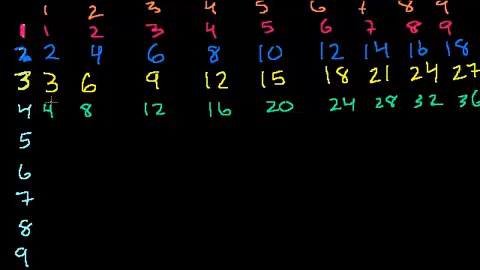 1 2 3 4 5 6 7 8 9
1 1 2 3 4 5 6 7 8 9
2 2 4 6 8 10 12 14 16 18
3 3 6 9 12 15 18 21 24 27
4 4 8 12 16 20 24 28 32 36
5
6
7
8
9